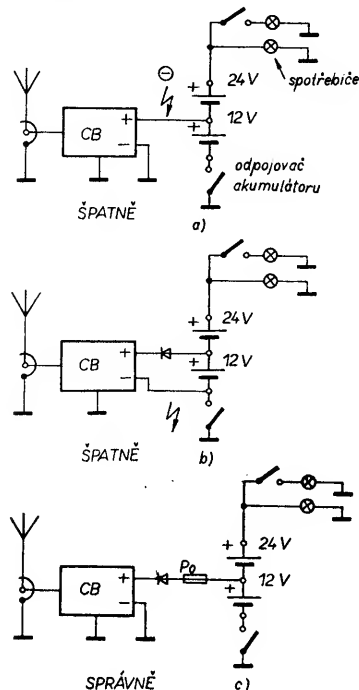 24 V
spotřebiče
⊖
+
12 V
+
CB
+
−
odpojovač
akumulátoru
ŠPATNĚ
a)
+
24 V
12 V
CB
+
−
ŠPATNĚ
b)
+
24 V
12 V
+
Po
CB
+
−
SPRÁVNĚ
c)